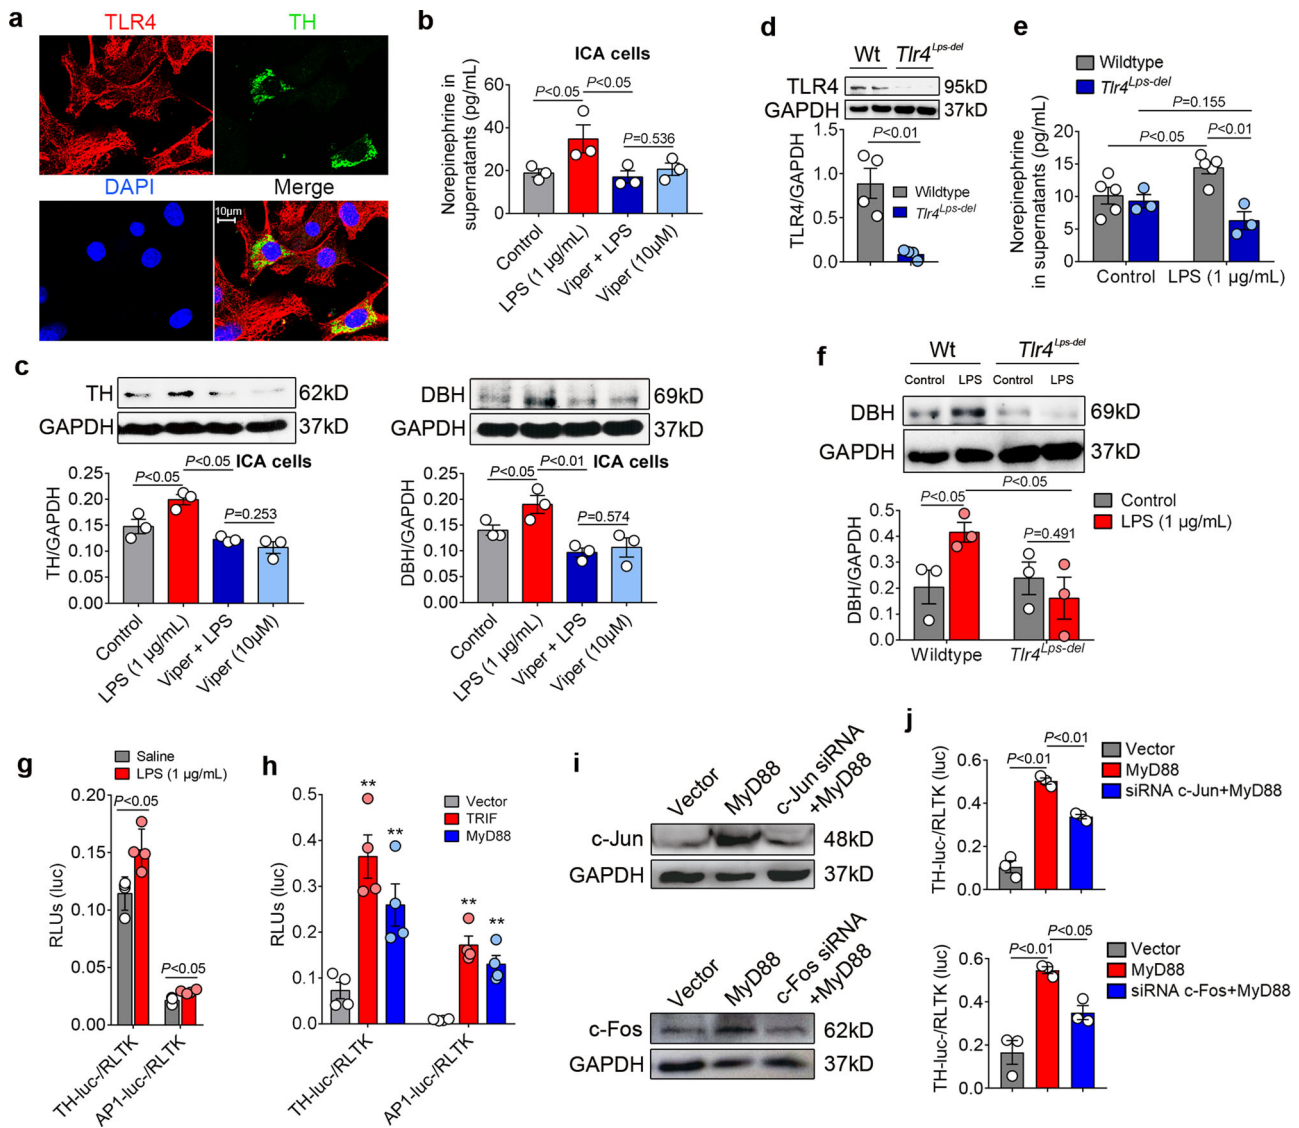 a
TLR4
TH
DAPI
Merge
10μm
b
ICA cells
Norepinephrine in
supernatants (pg/mL)
60
40
20
0
P<0.05
P<0.05
P=0.536
Control
LPS (1 μg/mL)
Viper + LPS
Viper (10μM)
c
TH
62kD
GAPDH
37kD
ICA cells
TH/GAPDH
0.25
0.20
0.15
0.10
0.05
0.00
P<0.05
P<0.05
P=0.253
Control
LPS (1 μg/mL)
Viper + LPS
Viper (10μM)
DBH
69kD
GAPDH
37kD
ICA cells
DBH/GAPDH
0.25
0.20
0.15
0.10
0.05
0.00
P<0.05
P<0.01
P=0.574
Control
LPS (1 μg/mL)
Viper + LPS
Viper (10μM)
d
Wt
Tlr4Lps-del
TLR4
95kD
GAPDH
37kD
TLR4/GAPDH
1.5
1.0
0.5
0.0
P<0.01
Wildtype
Tlr4Lps-del
e
Wildtype
Tlr4Lps-del
Norepinephrine
in supernatants (pg/mL)
20
15
10
5
0
P=0.155
P<0.05
P<0.01
Control
LPS (1 μg/mL)
f
Wt
Tlr4Lps-del
Control
LPS
Control
LPS
DBH
69kD
GAPDH
37kD
DBH/GAPDH
0.8
0.6
0.4
0.2
0.0
P<0.05
P<0.05
P=0.491
Control
LPS (1 μg/mL)
Wildtype
Tlr4Lps-del
g
Saline
LPS (1 μg/mL)
RLUs (luc)
0.20
0.15
0.10
0.05
0.00
P<0.05
P<0.05
TH-luc-/RLTK
AP1-luc-/RLTK
h
RLUs (luc)
0.5
0.4
0.3
0.2
0.1
0.0
**
**
**
**
Vector
TRIF
MyD88
TH-luc-/RLTK
AP1-luc-/RLTK
i
Vector
MyD88
c-Jun siRNA
+MyD88
c-Jun
48kD
GAPDH
37kD
Vector
MyD88
c-Fos siRNA
+MyD88
c-Fos
62kD
GAPDH
37kD
j
TH-luc-/RLTK (luc)
0.6
0.4
0.2
0.0
P<0.01
P<0.01
Vector
MyD88
siRNA c-Jun+MyD88
TH-luc-/RLTK (luc)
0.6
0.4
0.2
0.0
P<0.01
P<0.05
Vector
MyD88
siRNA c-Fos+MyD88